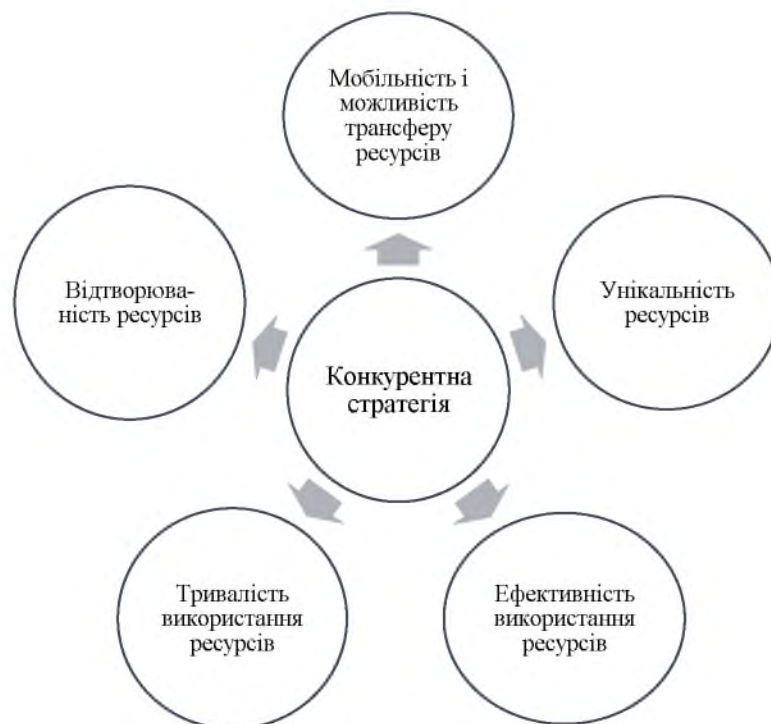 Мобільність і
можливість
трансферу
ресурсів
Відтворюва-
ність ресурсів
Унікальність
ресурсів
Конкурентна
стратегія
Тривалість
використання
ресурсів
Ефективність
використання
ресурсів